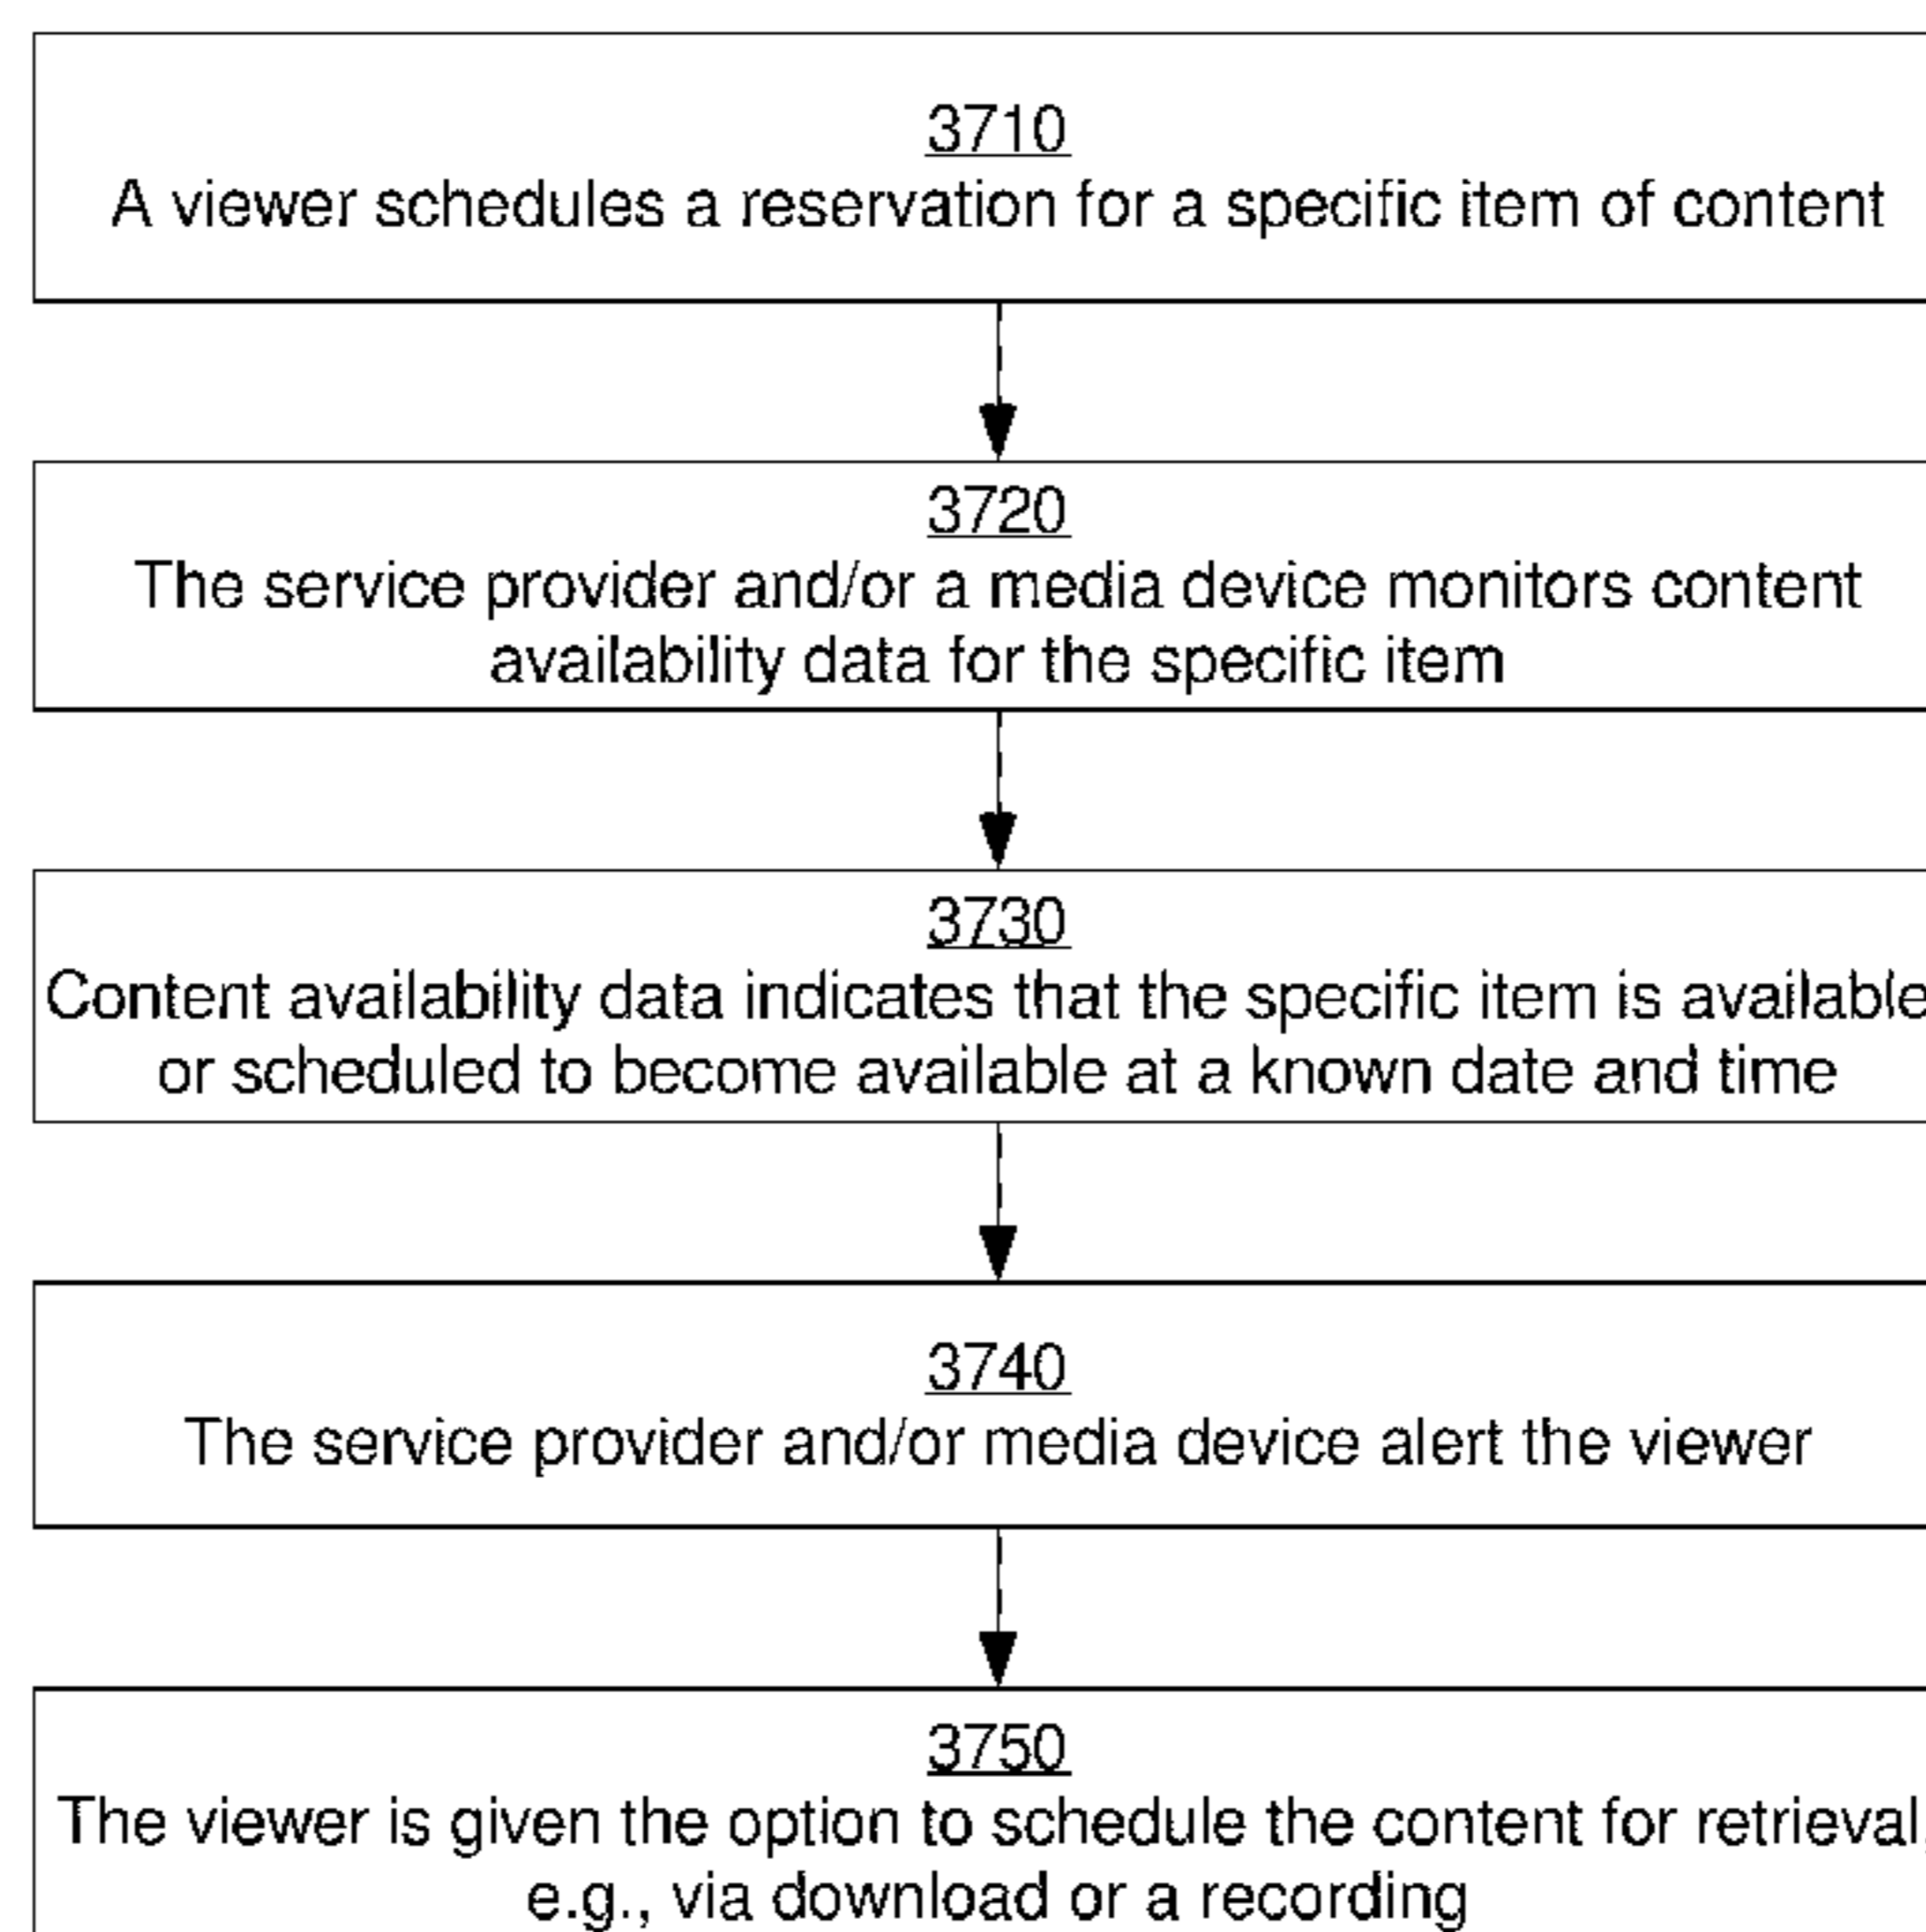 3710
A viewer schedules a reservation for a specific item of content
3720
The service provider and/or a media device monitors content
availability data for the specific item
3730
Content availability data indicates that the specific item is available
or scheduled to become available at a known date and time
3740
The service provider and/or media device alert the viewer
3750
The viewer is given the option to schedule the content for retrieval,
e.g., via download or a recording